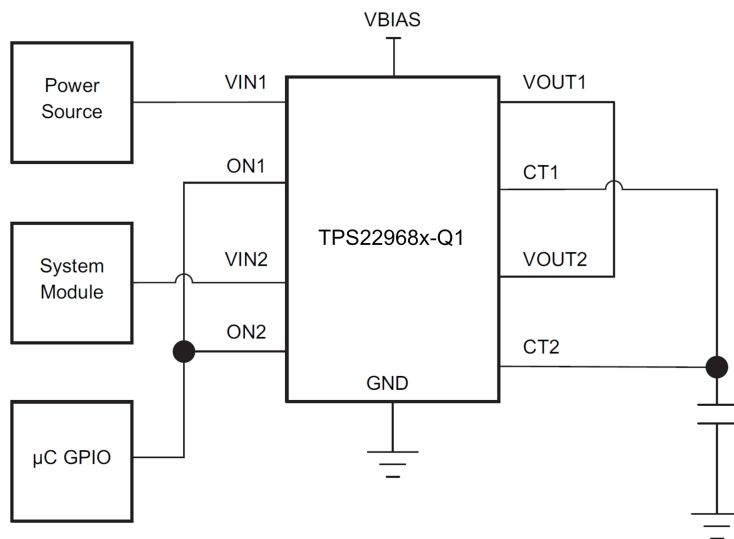 VBIAS
Power
Source
VIN1
VOUT1
ON1
CT1
TPS22968x-Q1
System
Module
VIN2
VOUT2
ON2
CT2
GND
µC GPIO